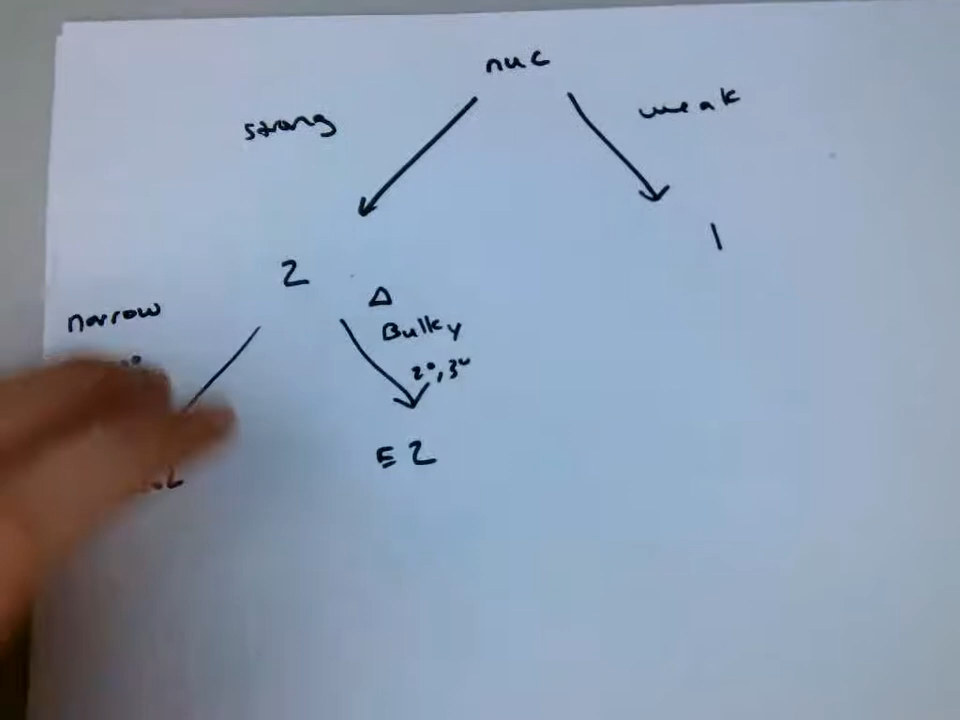 nuc
strong
weak
2
1
narrow
Δ
Bulky
2°, 3°
E2